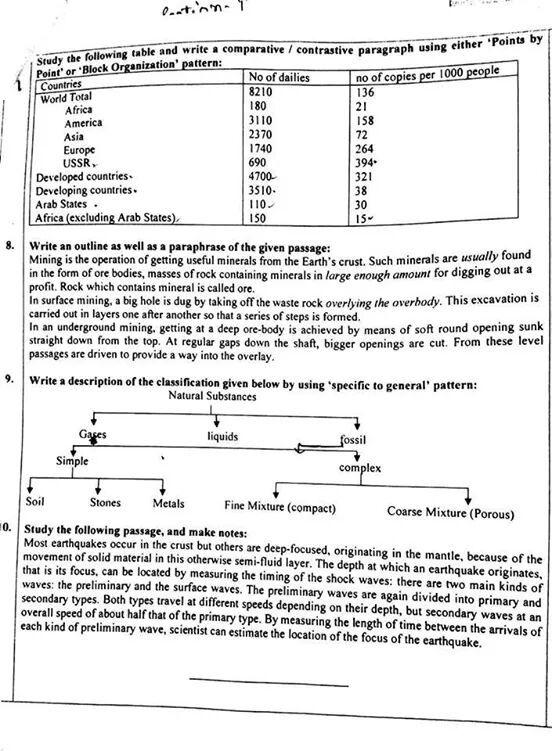 Study the following table and write a comparative / contrastive paragraph using either 'Points by
Point' or 'Block Organization' pattern:
Countries No of dailies no of copies per 1000 people
World Total 8210 136
Africa 180 21
America 3110 158
Asia 2370 72
Europe 1740 264
USSR 690 394
Developed countries 4700 321
Developing countries 3510 38
Arab States 110 30
Africa (excluding Arab States) 150 15
8. Write an outline as well as a paraphrase of the given passage:
Mining is the operation of getting useful minerals from the Earth's crust. Such minerals are usually found
in the form of ore bodies, masses of rock containing minerals in large enough amount for digging out at a
profit. Rock which contains mineral is called ore.
In surface mining, a big hole is dug by taking off the waste rock overlying the overbody. This excavation is
carried out in layers one after another so that a series of steps is formed.
In an underground mining, getting at a deep ore-body is achieved by means of soft round opening sunk
straight down from the top. At regular gaps down the shaft, bigger openings are cut. From these level
passages are driven to provide a way into the overlay.
9. Write a description of the classification given below by using 'specific to general' pattern:
Natural Substances
Gases liquids fossil
Simple complex
Soil Stones Metals Fine Mixture (compact) Coarse Mixture (Porous)
0. Study the following passage, and make notes:
Most earthquakes occur in the crust but others are deep-focused, originating in the mantle, because of the
movement of solid material in this otherwise semi-fluid layer. The depth at which an earthquake originates,
that is its focus, can be located by measuring the timing of the shock waves: there are two main kinds of
waves: the preliminary and the surface waves. The preliminary waves are again divided into primary and
secondary types. Both types travel at different speeds depending on their depth, but secondary waves at an
overall speed of about half that of the primary type. By measuring the length of time between the arrivals of
each kind of preliminary wave, scientist can estimate the location of the focus of the earthquake.